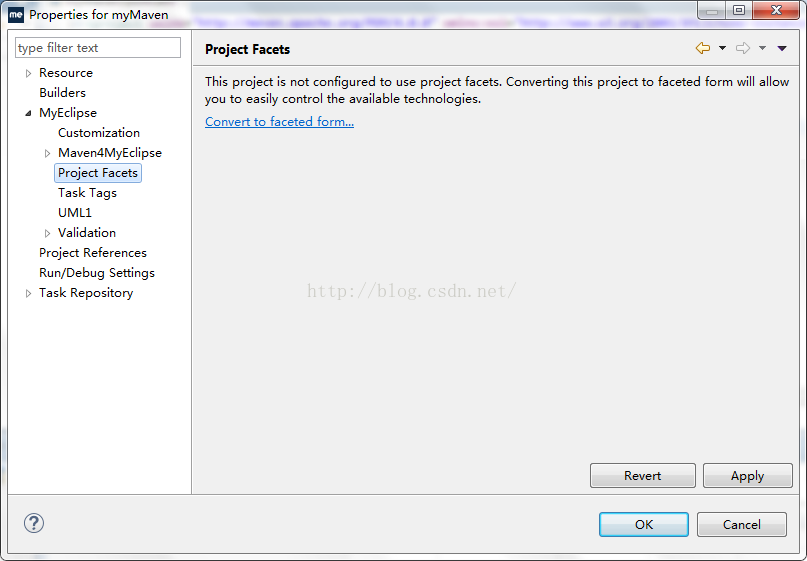 me Properties for myMaven
type filter text
Resource
Builders
MyEclipse
Customization
Maven4MyEclipse
Project Facets
Task Tags
UML1
Validation
Project References
Run/Debug Settings
Task Repository
Project Facets
This project is not configured to use project facets. Converting this project to faceted form will allow
you to easily control the available technologies.
Convert to faceted form...
http://blog.csdn.net/
Revert
Apply
?
OK
Cancel